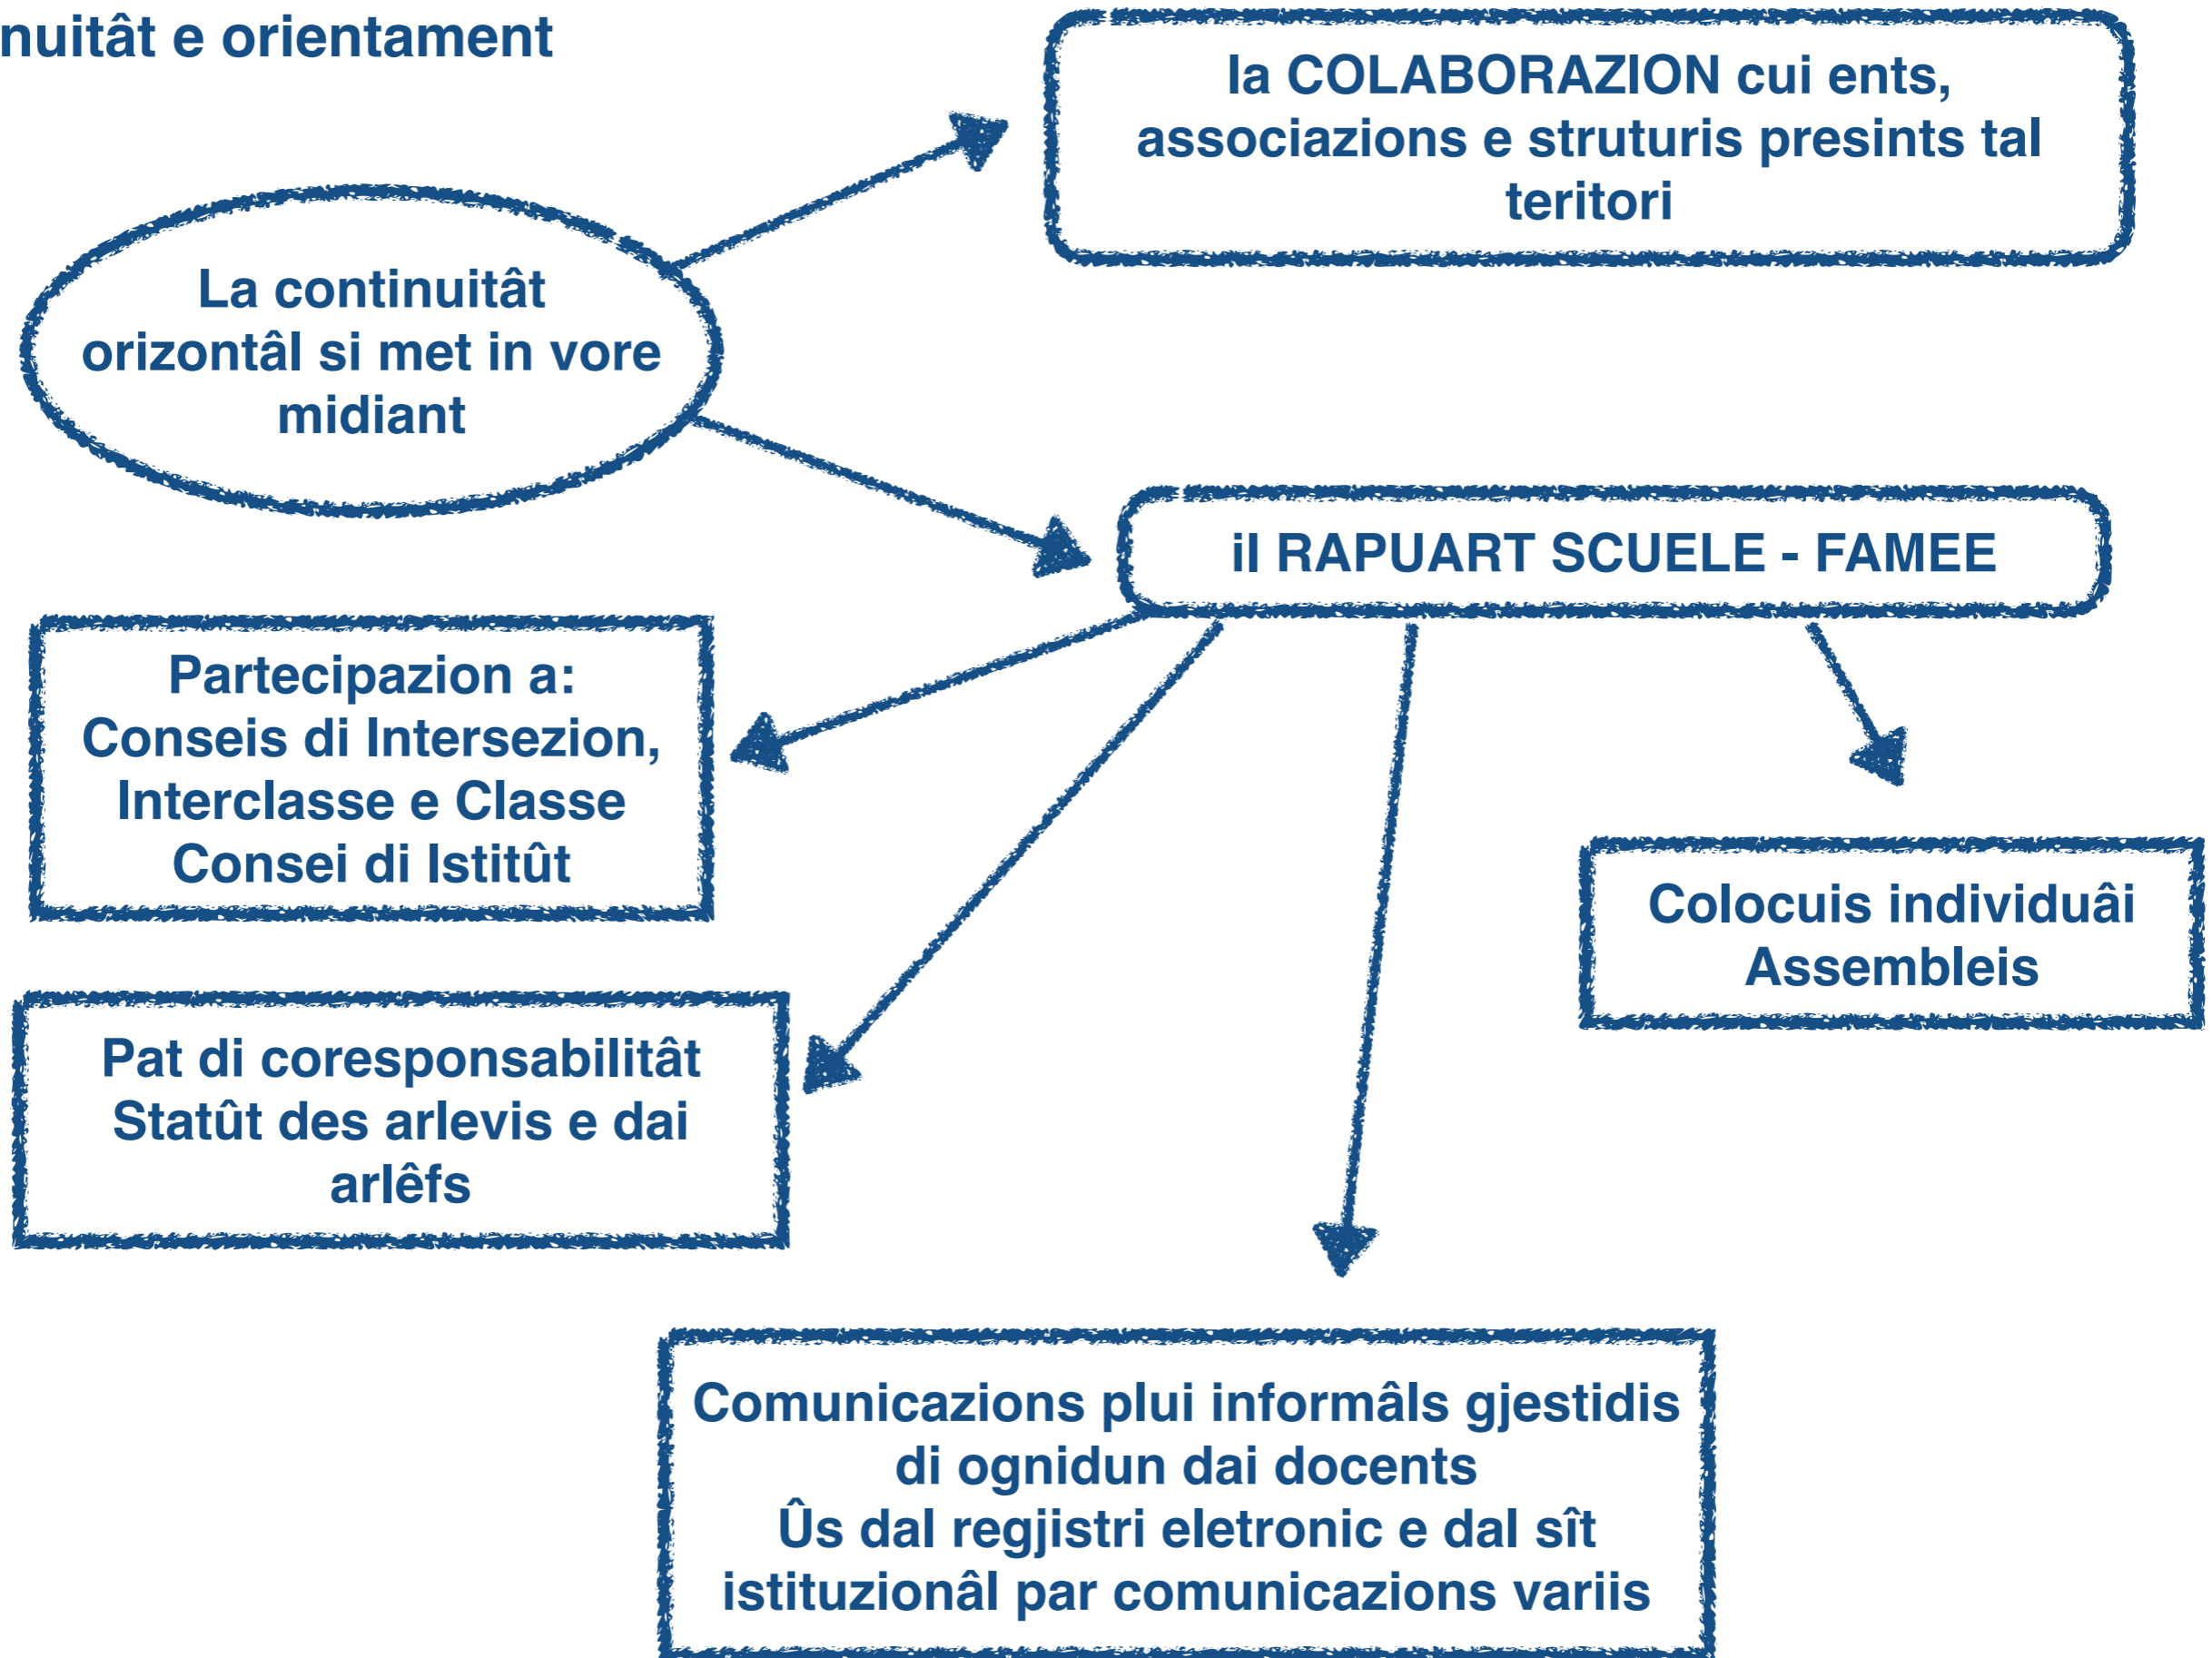 nuitât e orientament
la COLABORAZION cui ents,
associazions e struturis presints tal
teritori
La continuitât
orizontâl si met in vore
midiant
il RAPUART SCUELE - FAMEE
Partecipazion a:
Conseis di Intersezion,
Interclasse e Classe
Consei di Istitût
Colocuis individuâi
Assembleis
Pat di coresponsabilitât
Statût des arlevis e dai
arlêfs
Comunicazions plui informâls gjestidis
di ognidun dai docents
Ûs dal regjistri eletronic e dal sît
istituzionâl par comunicazions variis